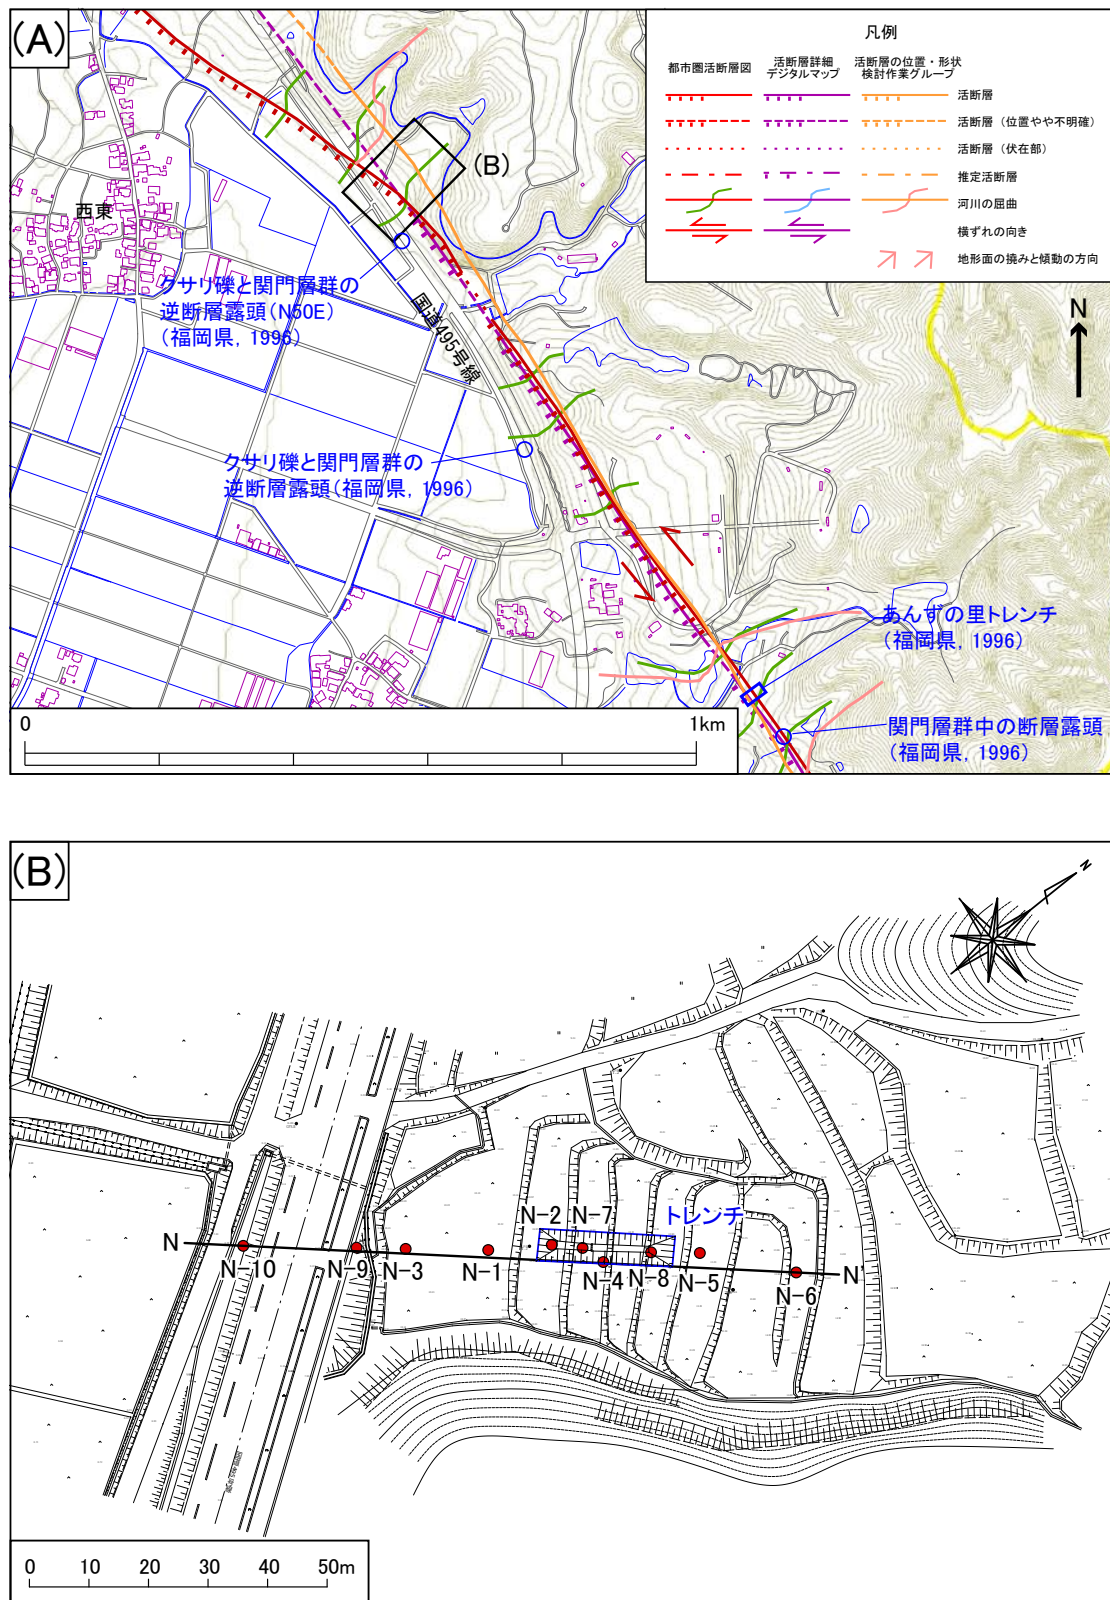 (A)
凡例
都市圏活断層図
活断層詳細
デジタルマップ
活断層の位置・形状
検討作業グループ
活断層
活断層（位置やや不明確）
活断層（伏在部）
推定活断層
河川の屈曲
横ずれの向き
地形面の撓みと傾動の方向
(B)
西東
クサリ礫と関門層群の
逆断層露頭(N50E)
(福岡県, 1996)
国道495号線
N
クサリ礫と関門層群の
逆断層露頭(福岡県, 1996)
あんずの里トレンチ
(福岡県, 1996)
関門層群中の断層露頭
(福岡県, 1996)
0
1km
(B)
N
N-2
N-7
トレンチ
N
N'
N-10
N-9
N-3
N-1
N-4
N-8
N-5
N-6
0 10 20 30 40 50m